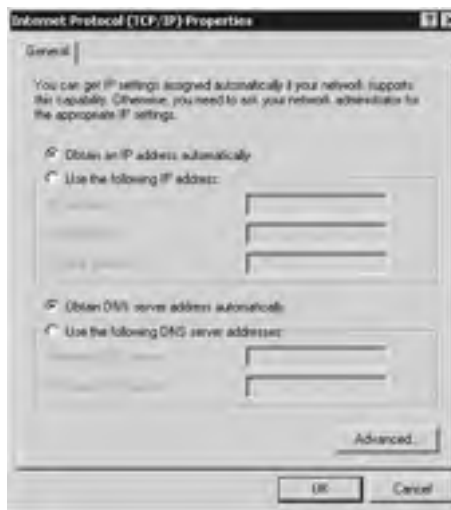 Internet Protocol (TCP/IP) Properties
General
You can get IP settings assigned automatically if your network supports
this capability. Otherwise, you need to ask your network administrator for
the appropriate IP settings.
Obtain an IP address automatically
Use the following IP address:
Obtain DNS server address automatically
Use the following DNS server addresses:
Advanced...
OK
Cancel